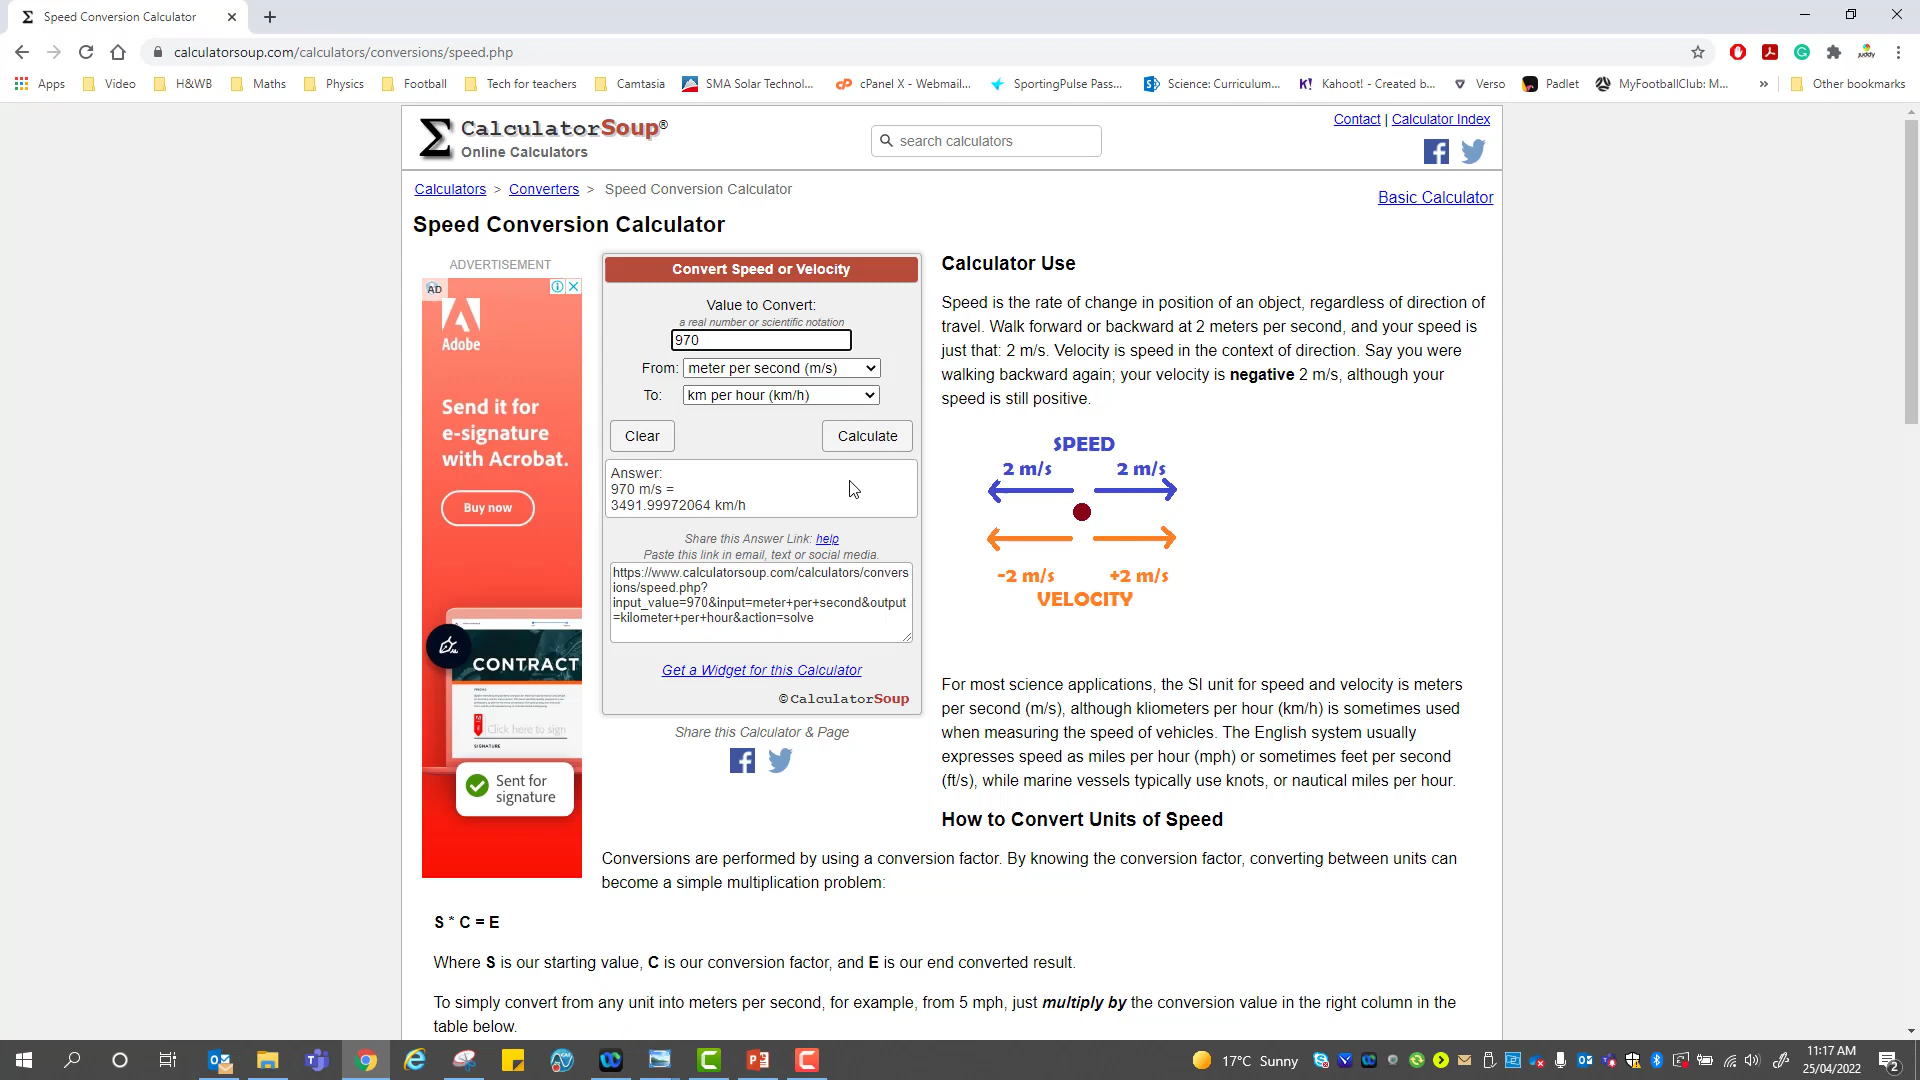 Speed Conversion Calculator
calculatorsoup.com/calculators/conversions/speed.php
juddy
Apps Video H&WB Maths Physics Football Tech for teachers Camtasia SMA Solar Technol... cPanel X - Webmail... SportingPulse Pass... Science: Curriculum... Kahoot! - Created b... Verso Padlet MyFootballClub: M... » Other bookmarks
CalculatorSoup®
Online Calculators
search calculators
Contact | Calculator Index
Calculators > Converters > Speed Conversion Calculator
Basic Calculator
Speed Conversion Calculator
ADVERTISEMENT
AD
Adobe
Send it for
e-signature
with Acrobat.
Buy now
CONTRACT
Click here to sign
SIGNATURE
Sent for
signature
Convert Speed or Velocity
Value to Convert:
a real number or scientific notation
970
From: meter per second (m/s)
To: km per hour (km/h)
Clear Calculate
Answer:
970 m/s =
3491.99972064 km/h
Share this Answer Link: help
Paste this link in email, text or social media.
https://www.calculatorsoup.com/calculators/conver
sions/speed.php?
input_value=970&input=meter+per+second&output
=kilometer+per+hour&action=solve
Get a Widget for this Calculator
©CalculatorSoup
Share this Calculator & Page
Calculator Use
Speed is the rate of change in position of an object, regardless of direction of
travel. Walk forward or backward at 2 meters per second, and your speed is
just that: 2 m/s. Velocity is speed in the context of direction. Say you were
walking backward again; your velocity is negative 2 m/s, although your
speed is still positive.
SPEED
2 m/s 2 m/s
-2 m/s +2 m/s
VELOCITY
For most science applications, the SI unit for speed and velocity is meters
per second (m/s), although kilometers per hour (km/h) is sometimes used
when measuring the speed of vehicles. The English system usually
expresses speed as miles per hour (mph) or sometimes feet per second
(ft/s), while marine vessels typically use knots, or nautical miles per hour.
How to Convert Units of Speed
Conversions are performed by using a conversion factor. By knowing the conversion factor, converting between units can
become a simple multiplication problem:
S * C = E
Where S is our starting value, C is our conversion factor, and E is our end converted result.
To simply convert from any unit into meters per second, for example, from 5 mph, just multiply by the conversion value in the right column in the
table below.
17°C Sunny
11:17 AM
25/04/2022
2